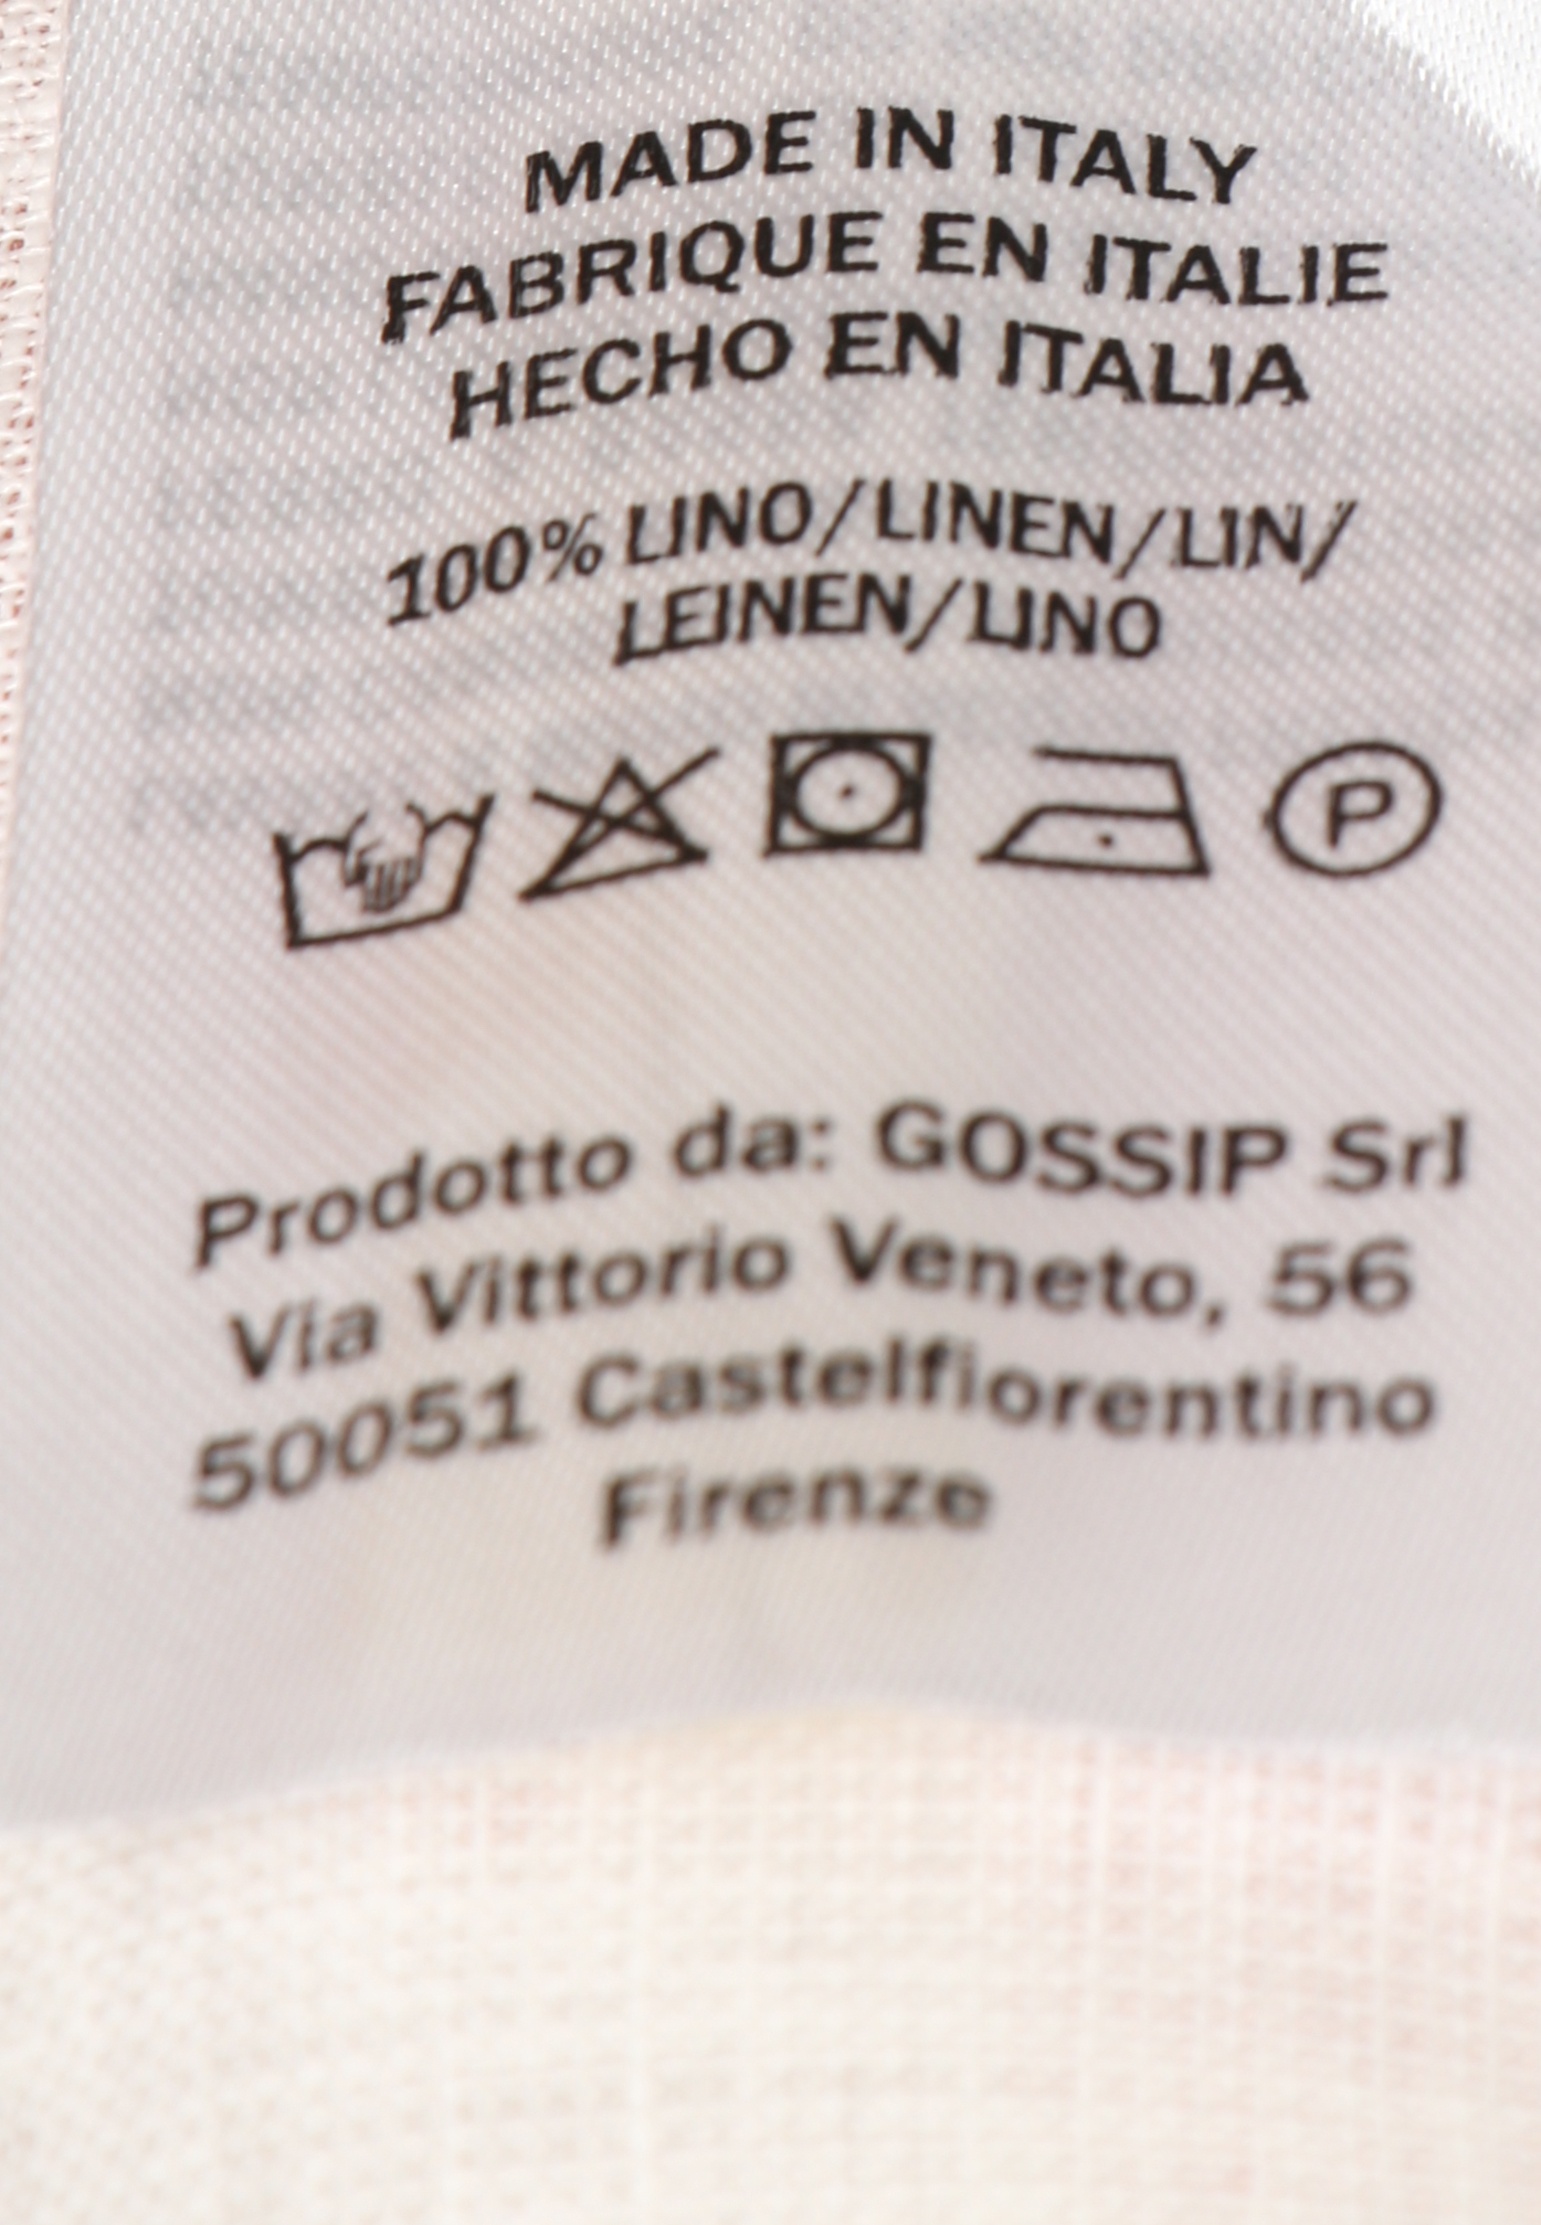 MADE IN ITALY
FABRIQUE EN ITALIE
HECHO EN ITALIA
100% LINO/LINEN/LIN/
LEINEN/LINO
P
Prodotto da: GOSSIP Srl
Via Vittorio Veneto, 56
50051 Castelfiorentino
Firenze